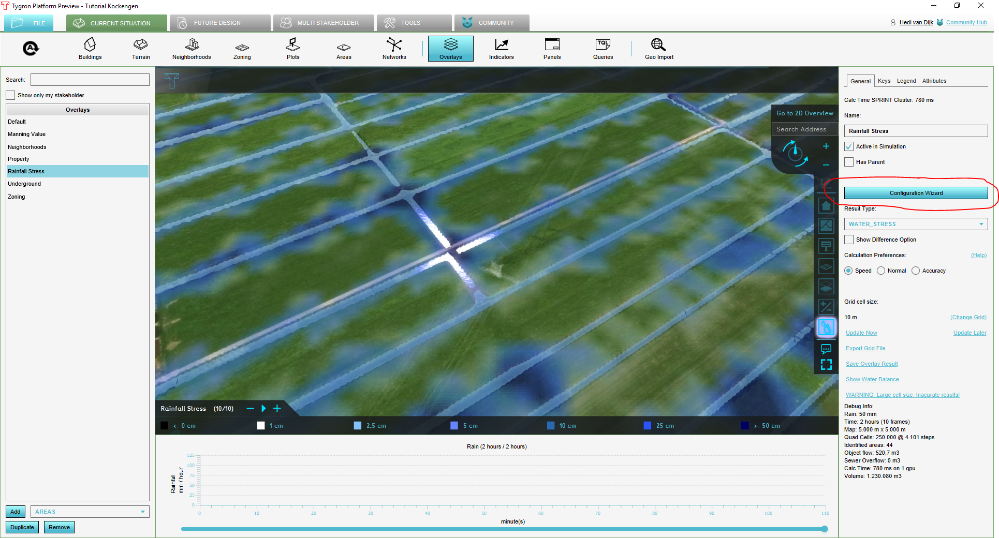 Tygron Platform Preview - Tutorial Kockengen
FILE
CURRENT SITUATION
FUTURE DESIGN
MULTI STAKEHOLDER
TOOLS
COMMUNITY
Hedi van Dijk
Community Hub
A
Buildings
Terrain
Neighborhoods
Zoning
Plots
Areas
Networks
Overlays
Indicators
Panels
TQL
Queries
Geo Import
Search:
Show only my stakeholder
Overlays
Default
Manning Value
Neighborhoods
Property
Rainfall Stress
Underground
Zoning
Add
AREAS
Duplicate
Remove
Go to 2D Overview
Search Address
+
−
Rainfall Stress (10/10)
<= 0 cm
1 cm
2,5 cm
5 cm
10 cm
25 cm
>= 50 cm
Rain (2 hours / 2 hours)
Rainfall
mm / hour
125
100
75
50
25
0
0 10 20 30 40 50 60 70 80 90 100 110
minute(s)
General Keys Legend Attributes
Calc Time SPRINT Cluster: 780 ms
Name:
Rainfall Stress
Active in Simulation
Has Parent
Configuration Wizard
Result Type:
WATER_STRESS
Show Difference Option
Calculation Preferences: (Help)
Speed Normal Accuracy
Grid cell size:
10 m (Change Grid)
Update Now Update Later
Export Grid File
Save Overlay Result
Show Water Balance
WARNING: Large cell size. Inacurate results!
Debug Info:
Rain: 50 mm
Time: 2 hours (10 frames)
Map: 5.000 m x 5.000 m
Quad Cells: 250.000 @ 4.101 steps
Identified areas: 44
Object flow: 520,7 m3
Sewer Overflow: 0 m3
Calc Time: 780 ms on 1 gpu
Volume: 1.230.080 m3